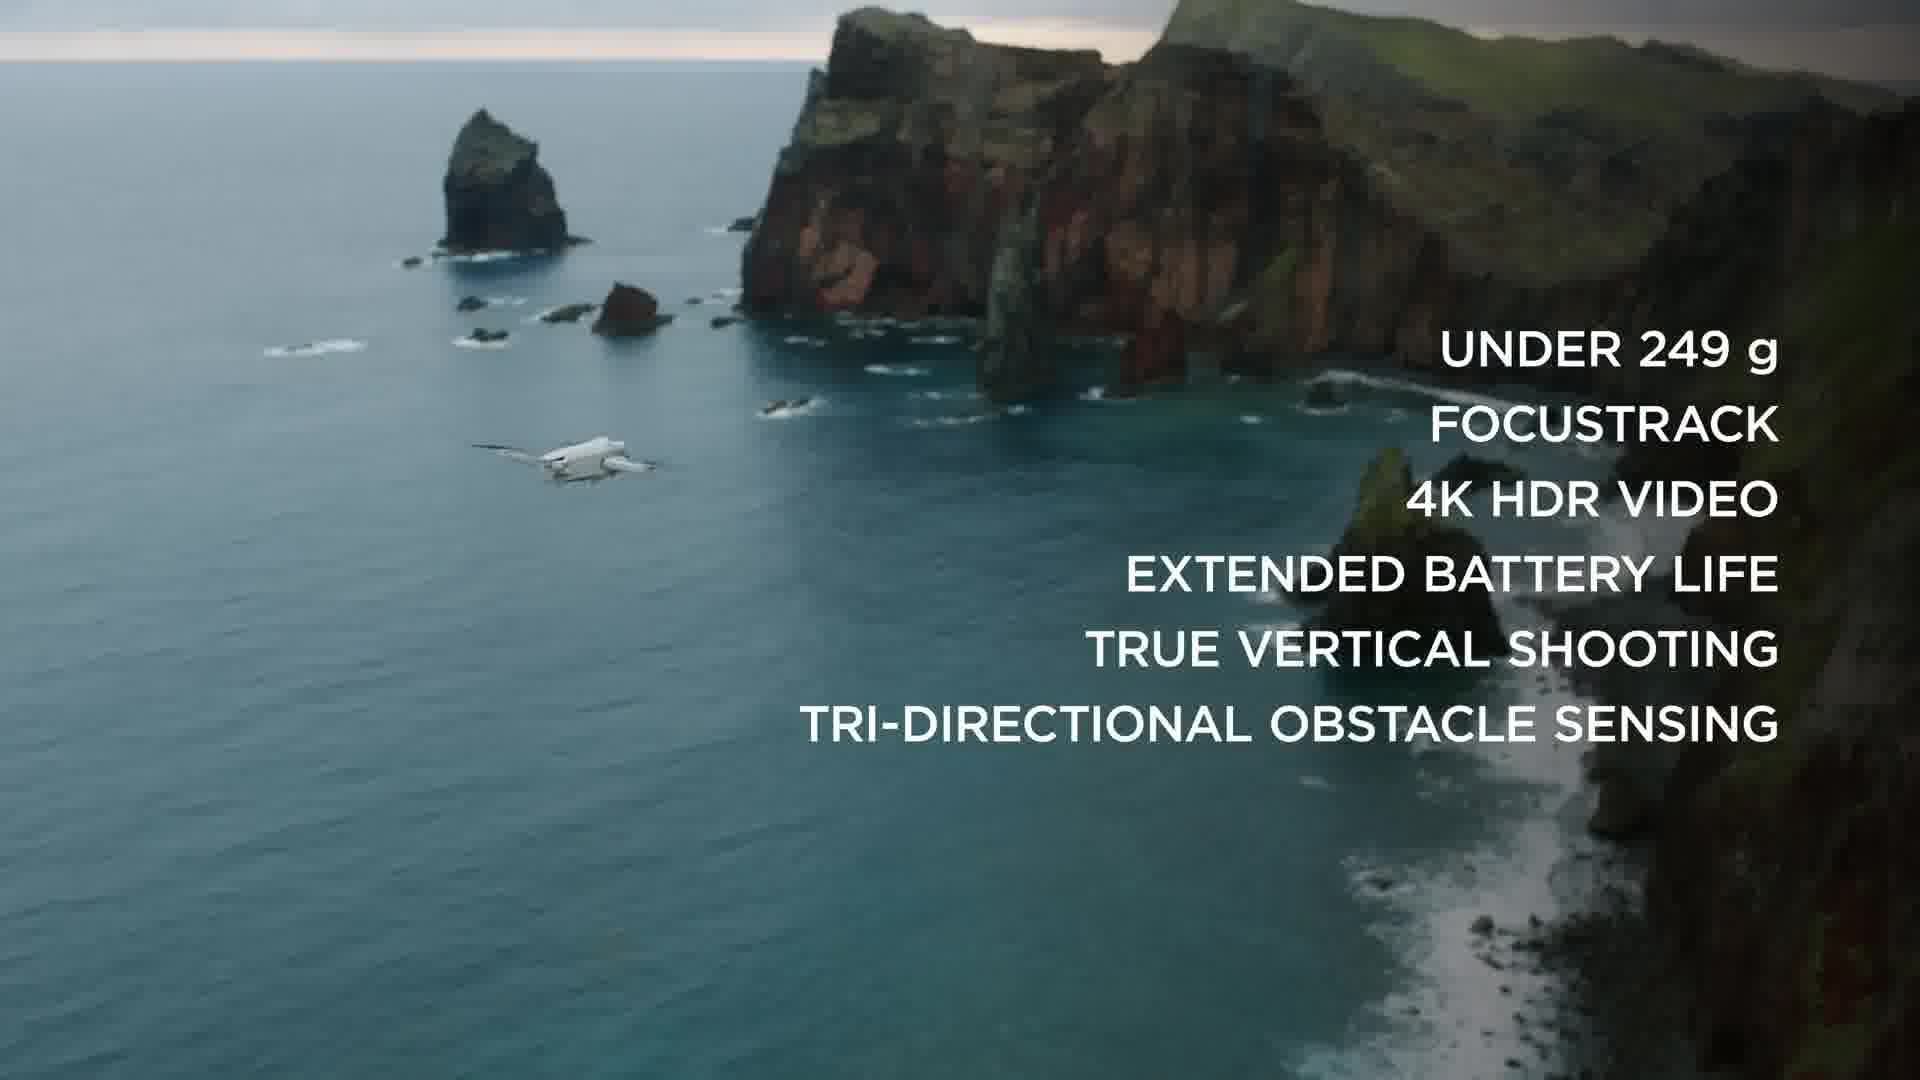 UNDER 249 g
FOCUSTRACK
4K HDR VIDEO
EXTENDED BATTERY LIFE
TRUE VERTICAL SHOOTING
TRI-DIRECTIONAL OBSTACLE SENSING